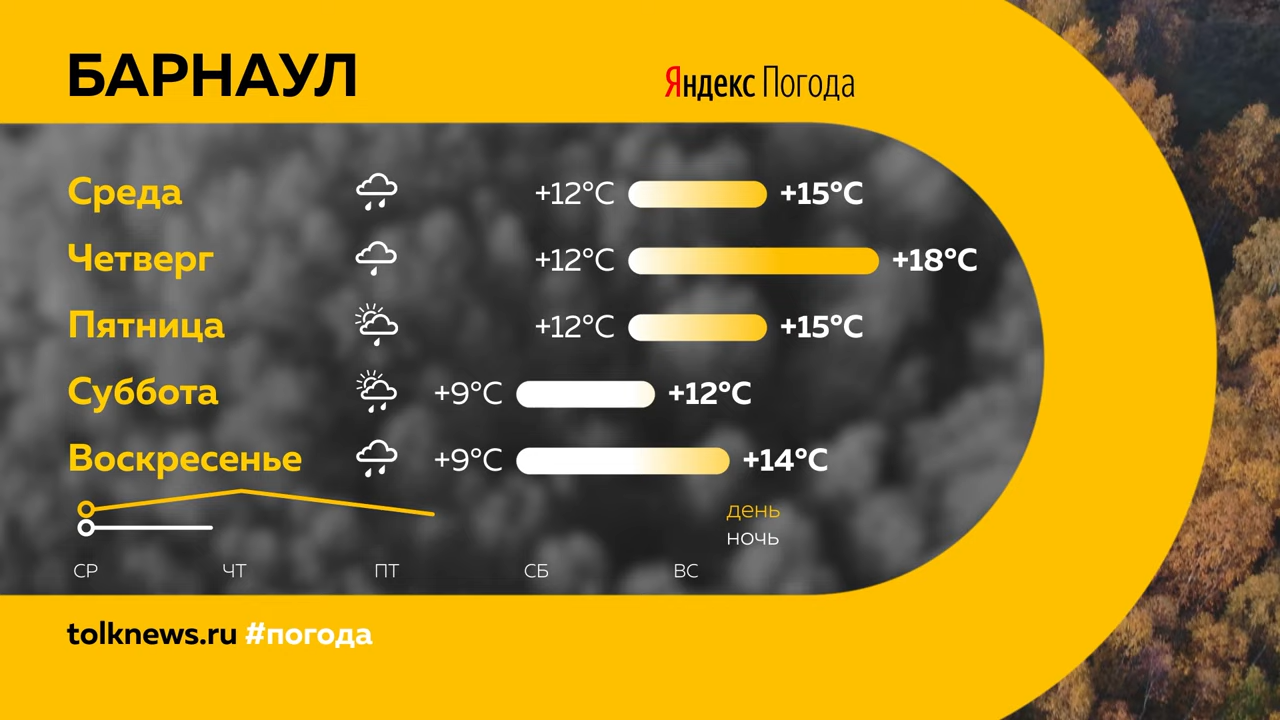 БАРНАУЛ
Яндекс Погода
Среда +12°C +15°C
Четверг +12°C +18°C
Пятница +12°C +15°C
Суббота +9°C +12°C
Воскресенье +9°C +14°C
день
ночь
СР ЧТ ПТ СБ ВС
tolknews.ru #погода